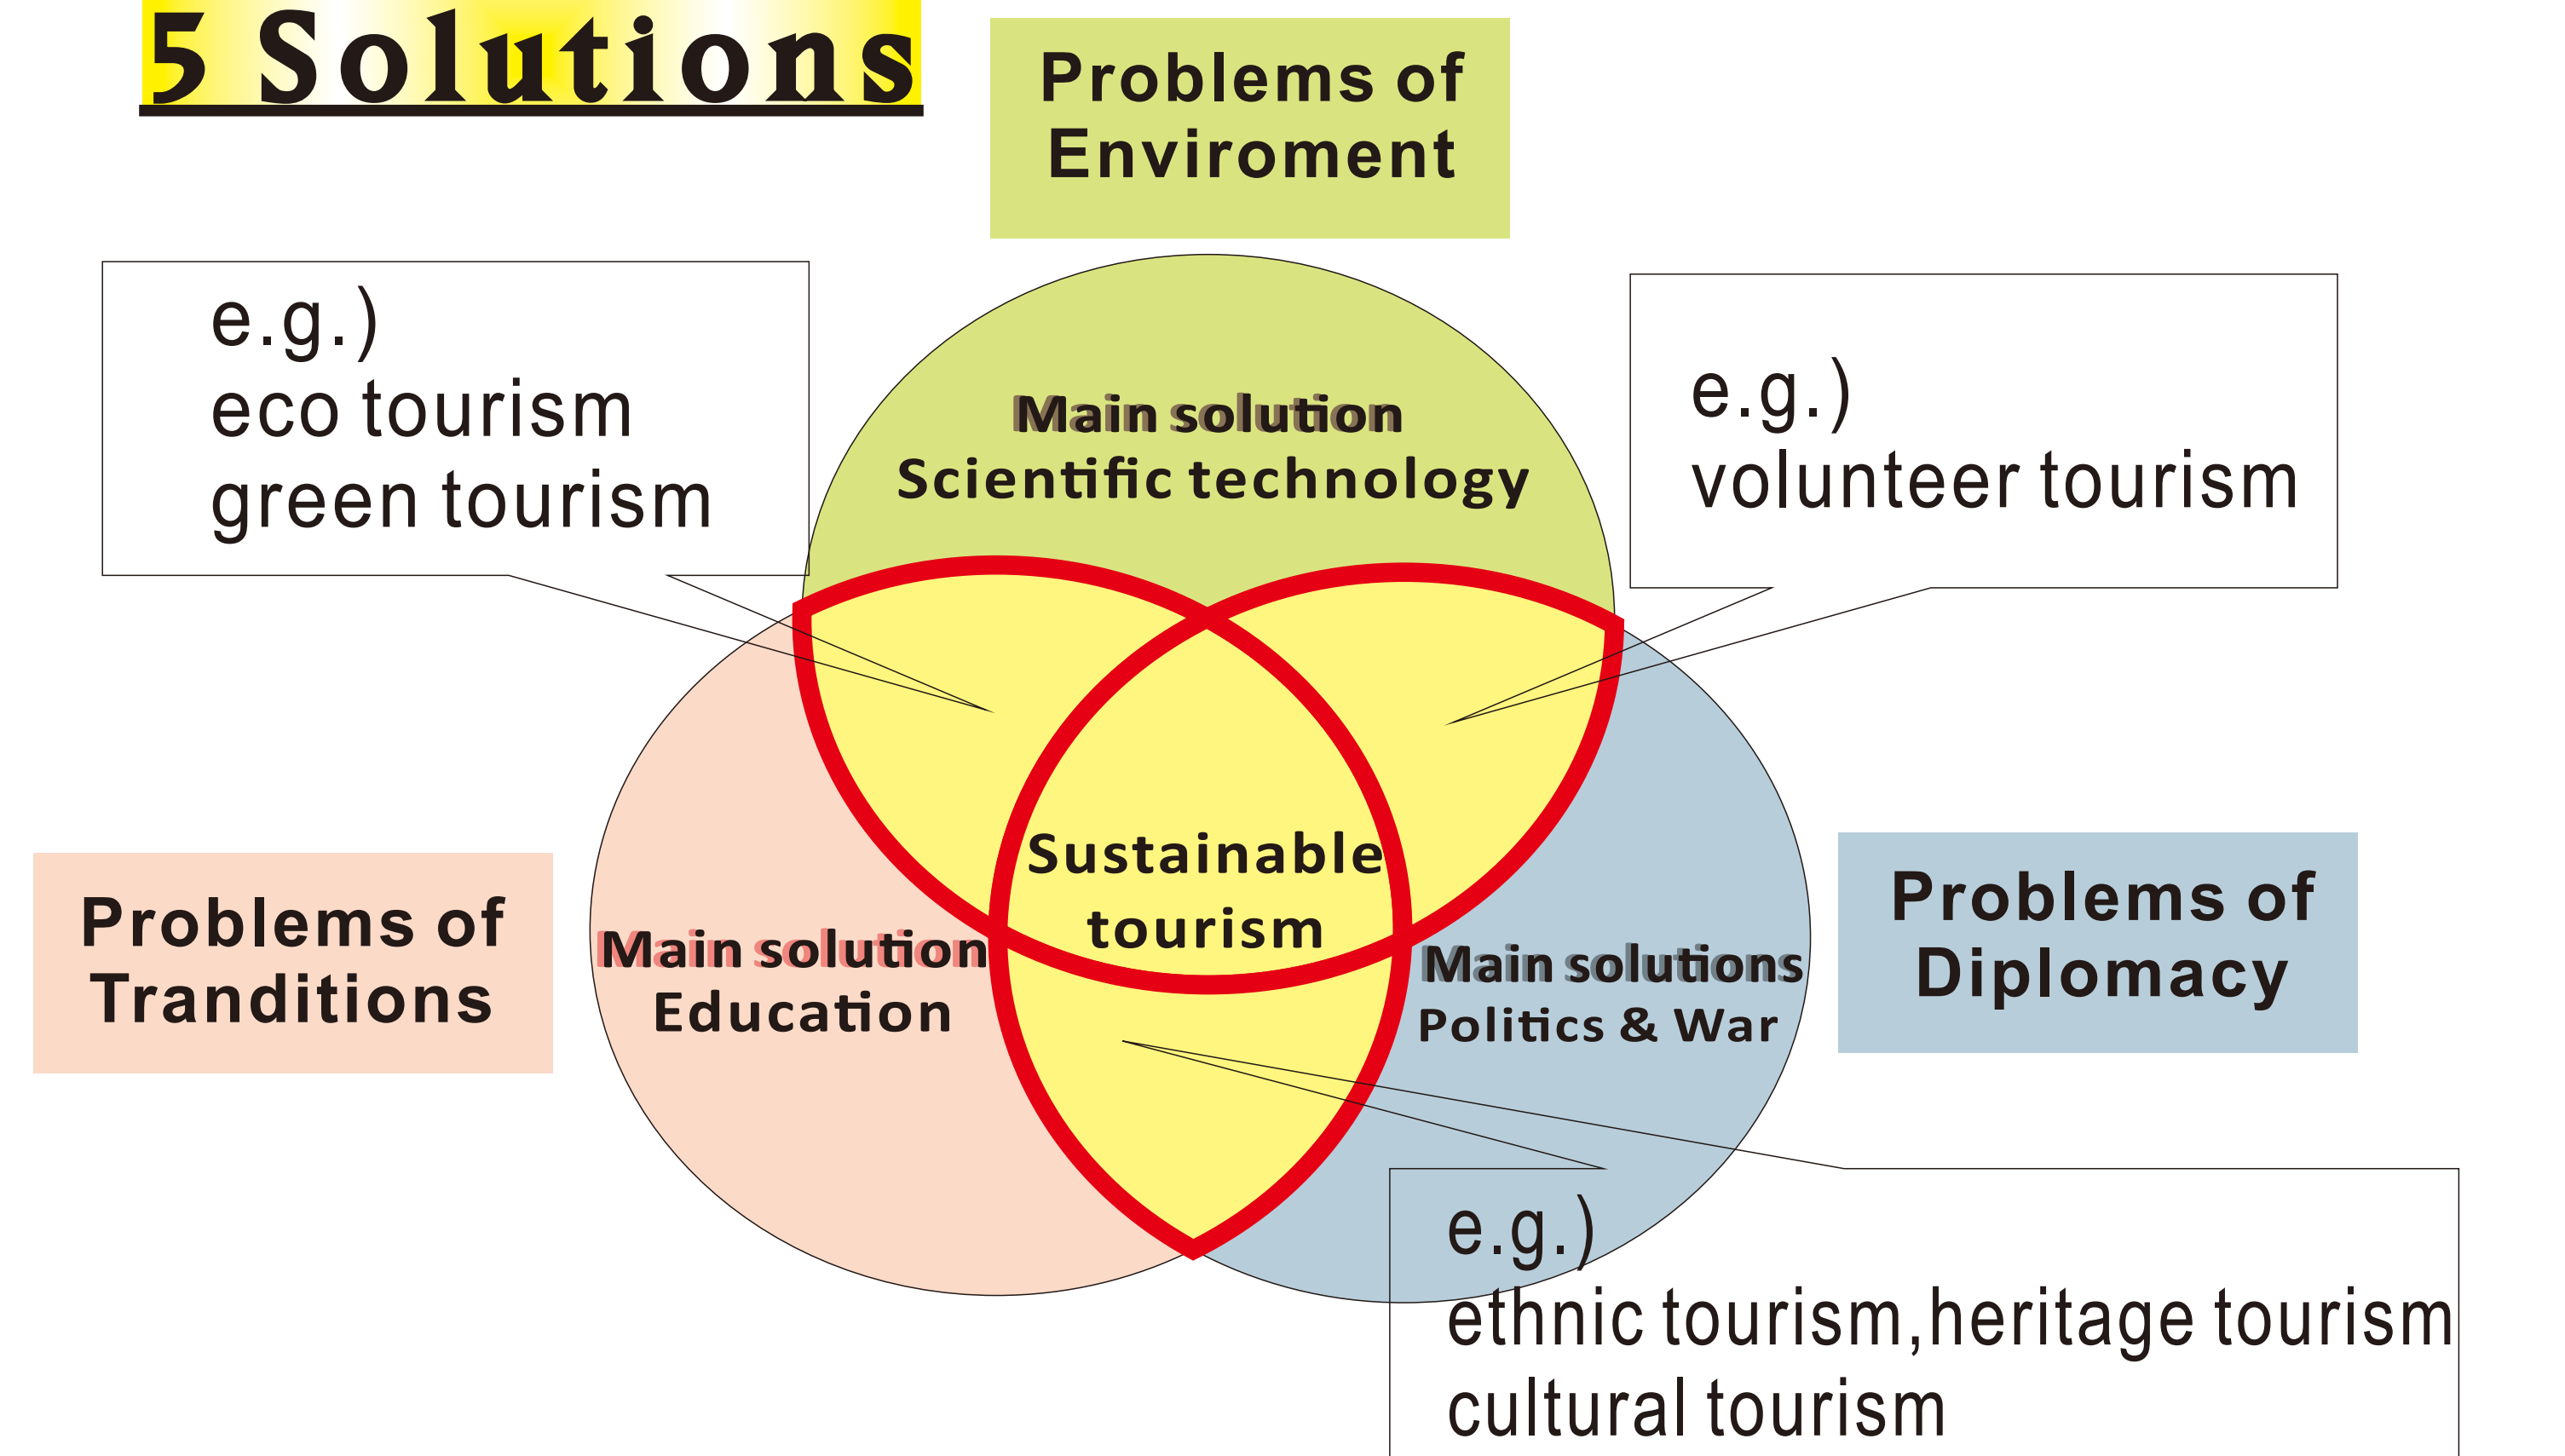 5 Solutions
Problems of
Enviroment
e.g.)
eco tourism
green tourism
e.g.)
volunteer tourism
Main solution
Scientific technology
Sustainable
tourism
Problems of
Tranditions
Main solution
Education
Main solutions
Politics & War
Problems of
Diplomacy
e.g.)
ethnic tourism,heritage tourism
cultural tourism